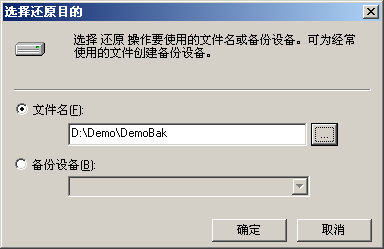 选择还原目的
选择 还原 操作要使用的文件名或备份设备。可为经常
使用的文件创建备份设备。
文件名(F):
D:\Demo\DemoBak
...
备份设备(B):
确定
取消